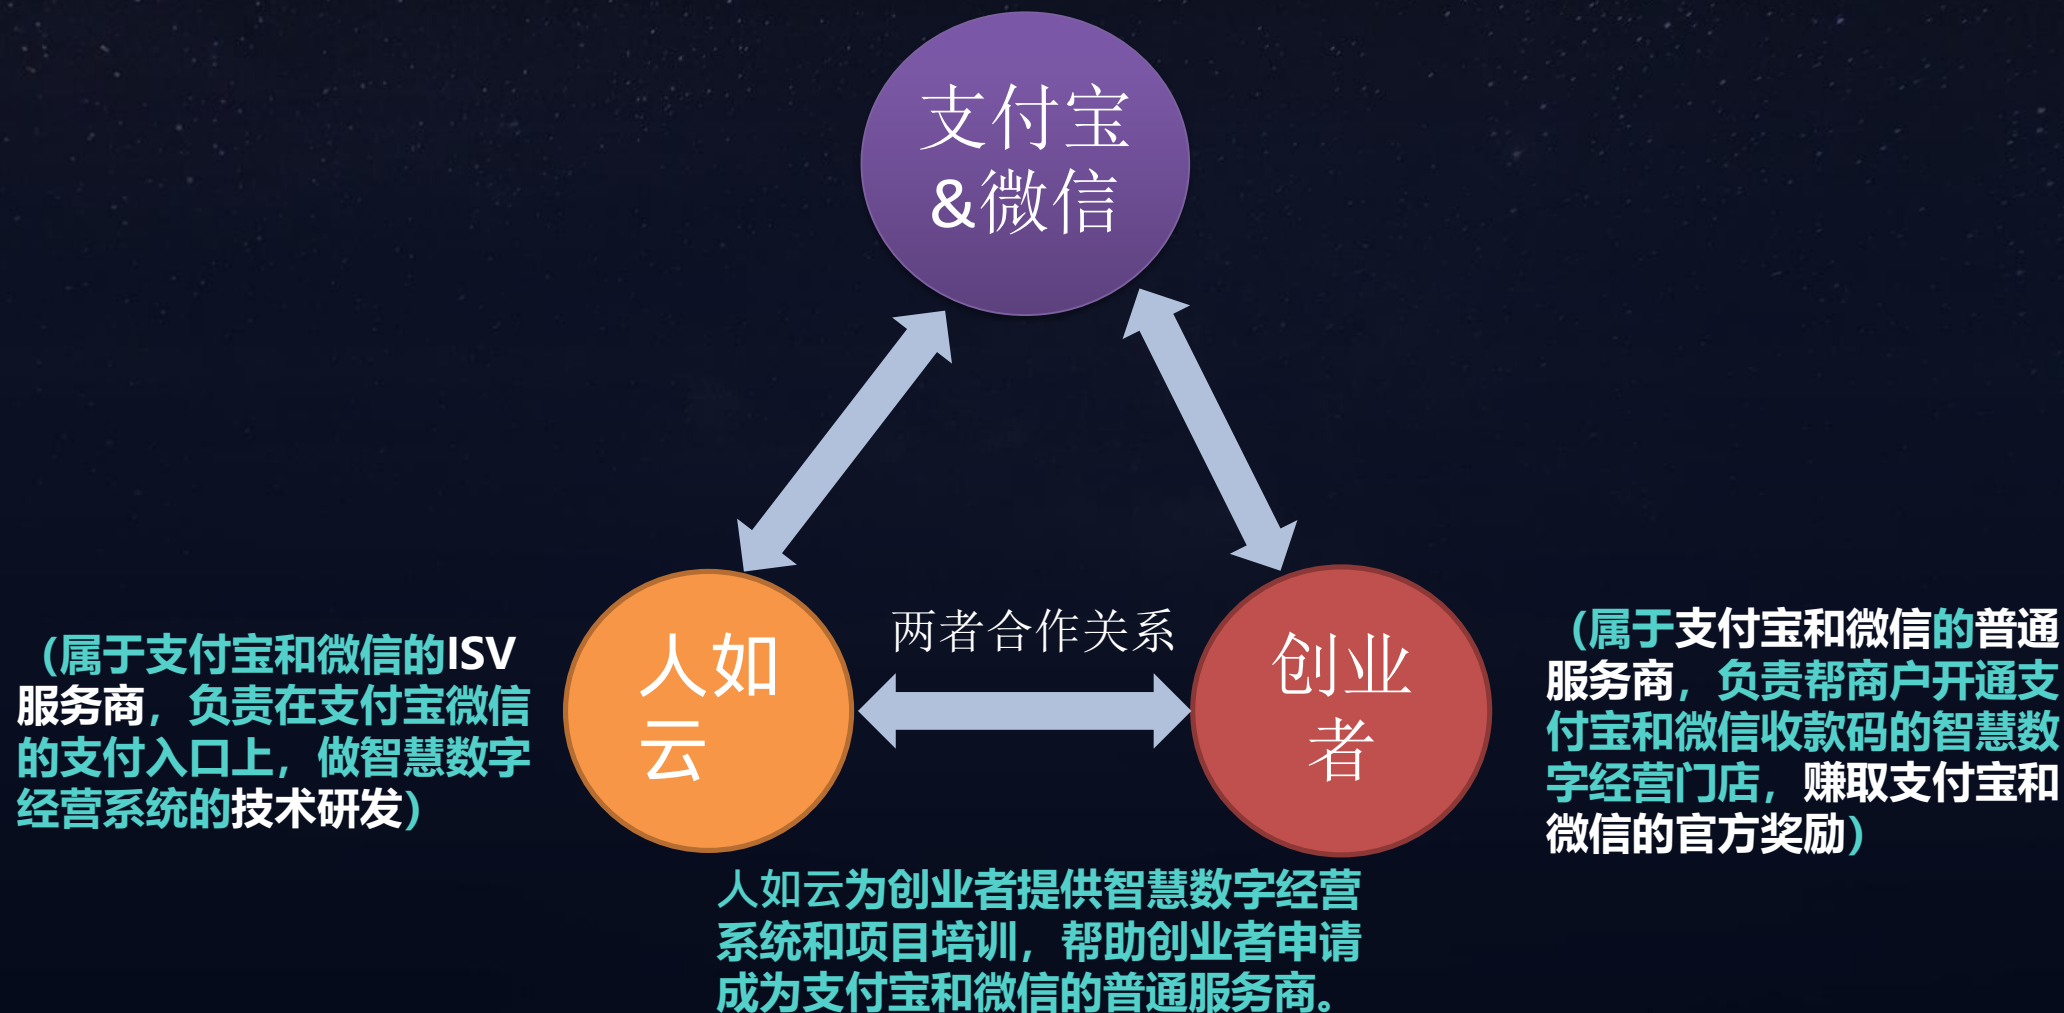 支付宝
&微信
两者合作关系
人如
云
创业
者
（属于支付宝和微信的ISV
服务商，负责在支付宝微信
的支付入口上，做智慧数字
经营系统的技术研发）
（属于支付宝和微信的普通
服务商，负责帮商户开通支
付宝和微信收款码的智慧数
字经营门店，赚取支付宝和
微信的官方奖励）
人如云为创业者提供智慧数字经营
系统和项目培训，帮助创业者申请
成为支付宝和微信的普通服务商。